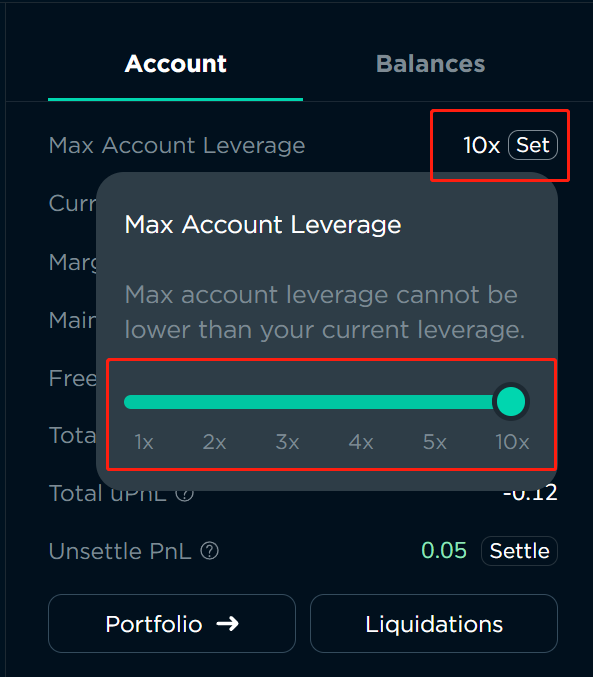 Account
Balances
Max Account Leverage
10x Set
Curr
Max Account Leverage
Max account leverage cannot be
lower than your current leverage.
Main
Free
Tota
1x 2x 3x 4x 5x 10x
Total uPnL ?
-0.12
Unsettle PnL ?
0.05 Settle
Portfolio →
Liquidations